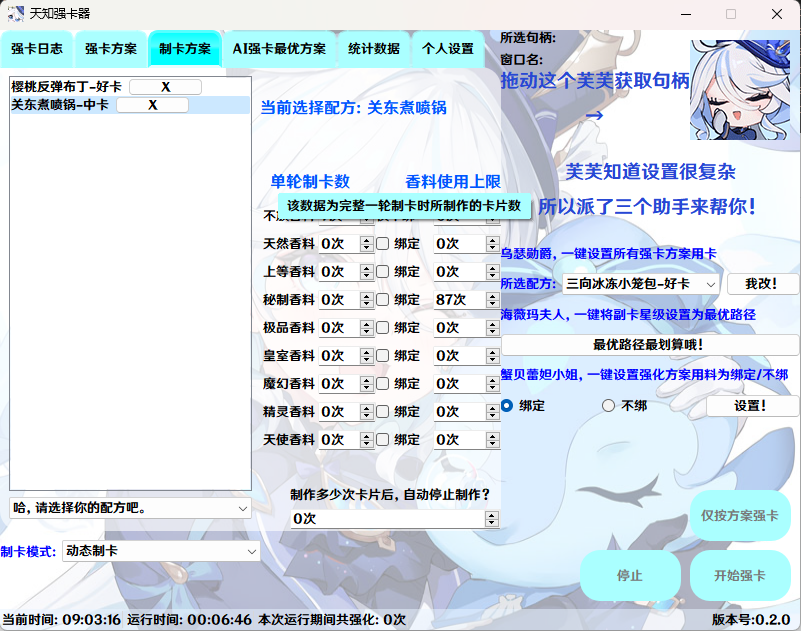 天知强卡器
强卡日志 强卡方案 制卡方案 AI强卡最优方案 统计数据 个人设置
樱桃反弹布丁-好卡 X
关东煮喷锅-中卡 X
当前选择配方: 关东煮喷锅
单轮制卡数 香料使用上限
该数据为完整一轮制卡时所制作的卡片数
天然香料 0次 绑定 0次
上等香料 0次 绑定 0次
秘制香料 0次 绑定 87次
极品香料 0次 绑定 0次
皇室香料 0次 绑定 0次
魔幻香料 0次 绑定 0次
精灵香料 0次 绑定 0次
天使香料 0次 绑定 0次
制作多少次卡片后, 自动停止制作?
0次
哈, 请选择你的配方吧。
制卡模式: 动态制卡
所选句柄:
窗口名:
拖动这个芙芙获取句柄
→
芙芙知道设置很复杂
所以派了三个助手来帮你!
乌瑟勋爵, 一键设置所有强卡方案用卡
所选配方: 三向冰冻小笼包-好卡 我改!
海薇玛夫人, 一键将副卡星级设置为最优路径
最优路径最划算哦!
蟹贝蕾妲小姐, 一键设置强化方案用料为绑定/不绑
绑定 不绑 设置!
仅按方案强卡
停止 开始强卡
当前时间: 09:03:16 运行时间: 00:06:46 本次运行期间共强化: 0次 版本号:0.2.0